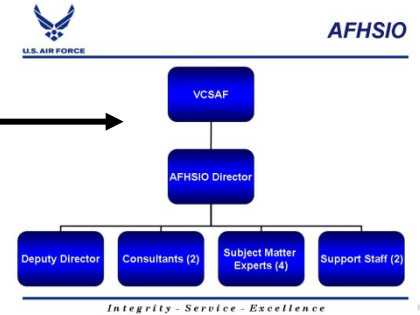 AFHSIO
U.S. AIR FORCE
VCSAF
AFHSIO Director
Deputy Director
Consultants (2)
Subject Matter
Experts (4)
Support Staff (2)
Integrity - Service - Excellence